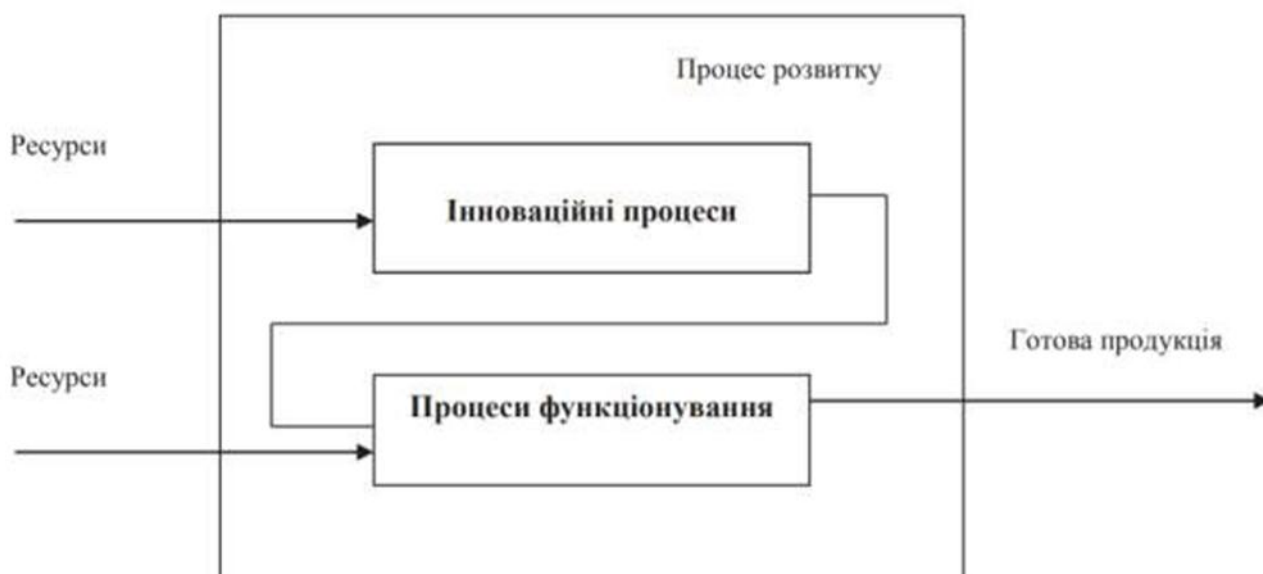 Процес розвитку
Ресурси
Інноваційні процеси
Готова продукція
Ресурси
Процеси функціонування